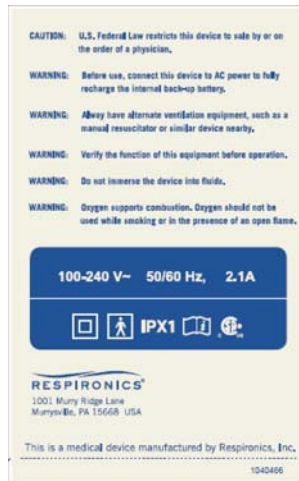 CAUTION: U.S. Federal Law restricts this device to sale by or on
the order of a physician.
WARNING: Before use, connect this device to AC power to fully
recharge the internal back-up battery.
WARNING: Alway have alternate ventilation equipment, such as a
manual resuscitator or similar device nearby.
WARNING: Verify the function of this equipment before operation.
WARNING: Do not immerse the device into fluids.
WARNING: Oxygen supports combustion. Oxygen should not be
used while smoking or in the presence of an open flame.
100-240 V~ 50/60 Hz, 2.1A
IPX1
RESPIRONICS®
1001 Murry Ridge Lane
Murrysville, PA 15668 USA
This is a medical device manufactured by Respironics, Inc.
1040466